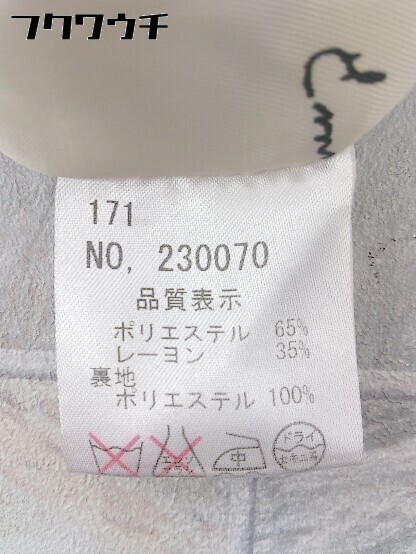 フクワウチ
171
NO, 230070
品質表示
ポリエステル 65%
レーヨン 35%
裏地
ポリエステル 100%
中
ドライ